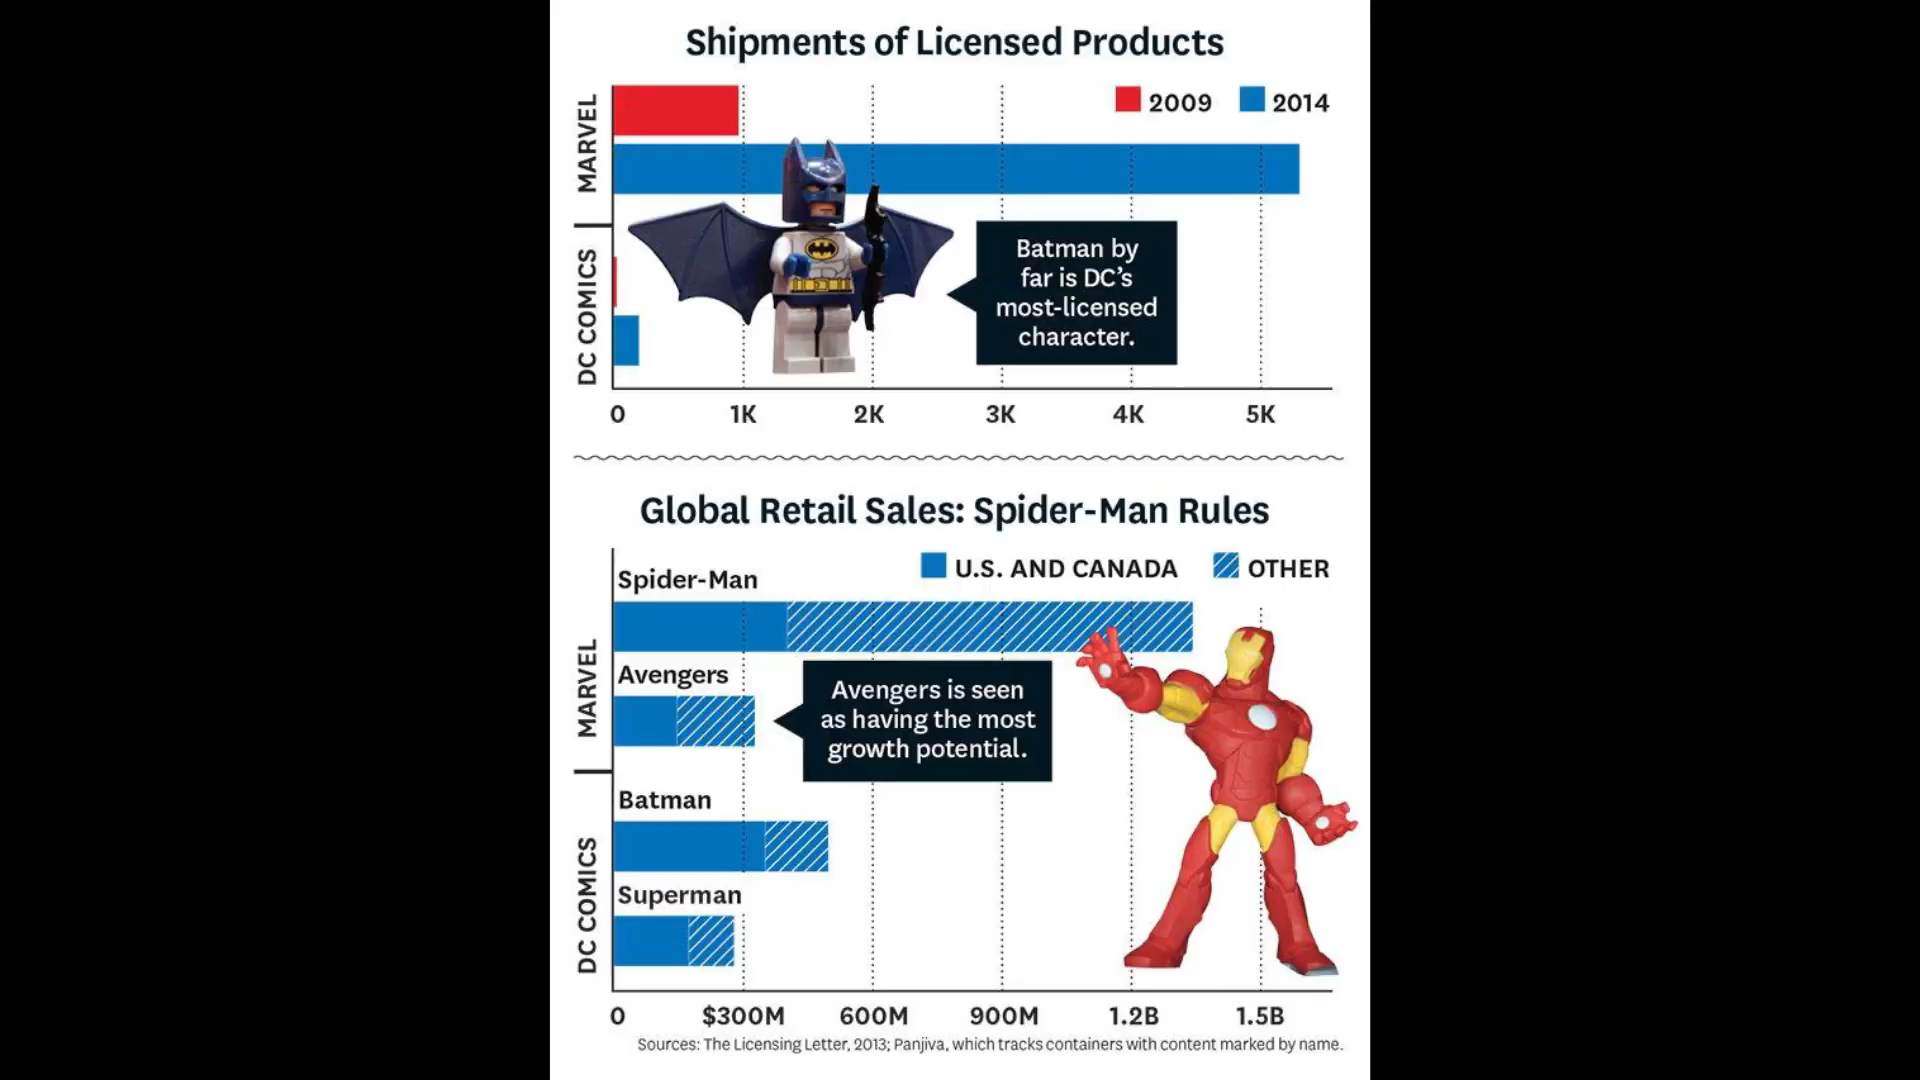 Shipments of Licensed Products
2009
2014
MARVEL
DC COMICS
Batman by
far is DC's
most-licensed
character.
0
1K
2K
3K
4K
5K
Global Retail Sales: Spider-Man Rules
U.S. AND CANADA
OTHER
MARVEL
Spider-Man
Avengers
Avengers is seen
as having the most
growth potential.
DC COMICS
Batman
Superman
0
$300M
600M
900M
1.2B
1.5B
Sources: The Licensing Letter, 2013; Panjiva, which tracks containers with content marked by name.